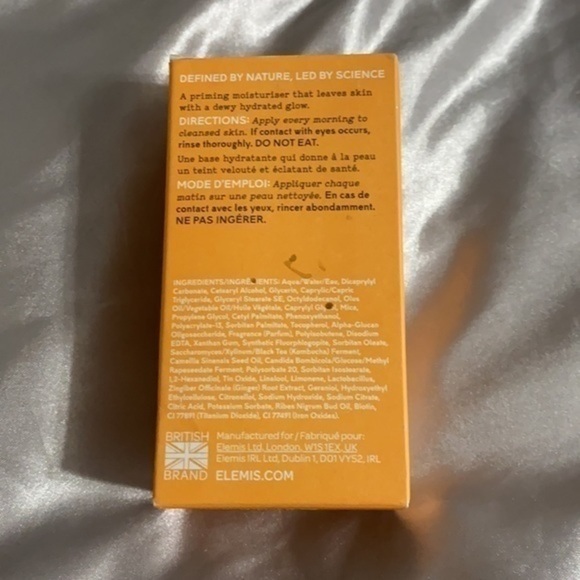 DEFINED BY NATURE, LED BY SCIENCE
A priming moisturiser that leaves skin
with a dewy hydrated glow.
DIRECTIONS: Apply every morning to
cleansed skin. If contact with eyes occurs,
rinse thoroughly. DO NOT EAT.
Une base hydratante qui donne à la peau
un teint velouté et éclatant de santé.
MODE D'EMPLOI: Appliquer chaque
matin sur une peau nettoyée. En cas de
contact avec les yeux, rincer abondamment.
NE PAS INGÉRER.
INGREDIENTS/INGRÉDIENTS: Aqua/Water/Eau, Dicaprylyl
Carbonate, Cetearyl Alcohol, Glycerin, Caprylic/Capric
Triglyceride, Glyceryl Stearate SE, Octyldodecanol, Olus
Oil/Vegetable Oil/Huile Végétale, Caprylyl Glycol, Mica,
Propylene Glycol, Cetyl Palmitate, Phenoxyethanol,
Polyacrylate-13, Sorbitan Palmitate, Tocopherol, Alpha-Glucan
Oligosaccharide, Fragrance (Parfum), Polyisobutene, Disodium
EDTA, Xanthan Gum, Synthetic Fluorphlogopite, Sorbitan Oleate,
Saccharomyces/Xylinum/Black Tea (Kombucha) Ferment,
Camellia Sinensis Seed Oil, Candida Bombicola/Glucose/Methyl
Rapeseedate Ferment, Polysorbate 20, Sorbitan Isostearate,
1,2-Hexanediol, Tin Oxide, Linalool, Limonene, Lactobacillus,
Zingiber Officinale (Ginger) Root Extract, Geraniol, Hydroxyethyl
Ethylcellulose, Citronellol, Sodium Hydroxide, Sodium Citrate,
Citric Acid, Potassium Sorbate, Ribes Nigrum Bud Oil, Biotin,
CI 77891 (Titanium Dioxide), CI 77491 (Iron Oxides).
BRITISH
BRAND
Manufactured for/Fabriqué pour:
Elemis Ltd, London, W1S 1EX, UK
Elemis IRL Ltd, Dublin 1, D01 VY52, IRL
ELEMIS.COM